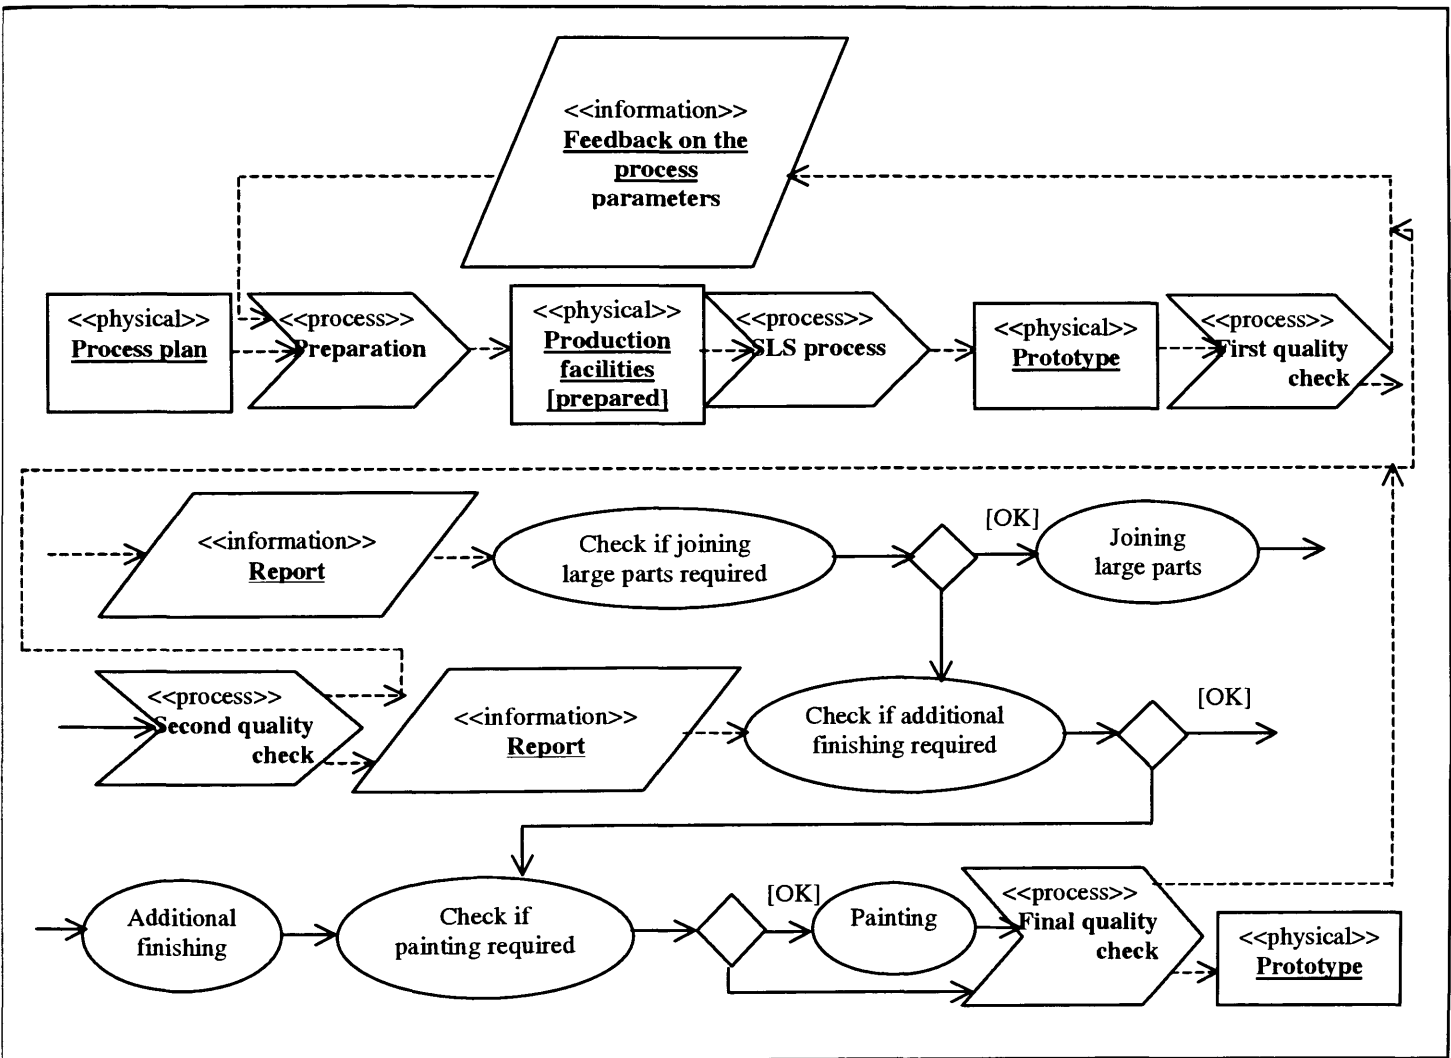 <<information>>
Feedback on the
process
parameters
<<physical>>
Process plan
<<process>>
Preparation
<<physical>>
Production
facilities
[prepared]
<<process>>
SLS process
<<physical>>
Prototype
<<process>>
First quality
check
<<information>>
Report
Check if joining
large parts required
[OK]
Joining
large parts
<<process>>
Second quality
check
<<information>>
Report
Check if additional
finishing required
[OK]
Additional
finishing
Check if
painting required
[OK]
Painting
<<process>>
Final quality
check
<<physical>>
Prototype